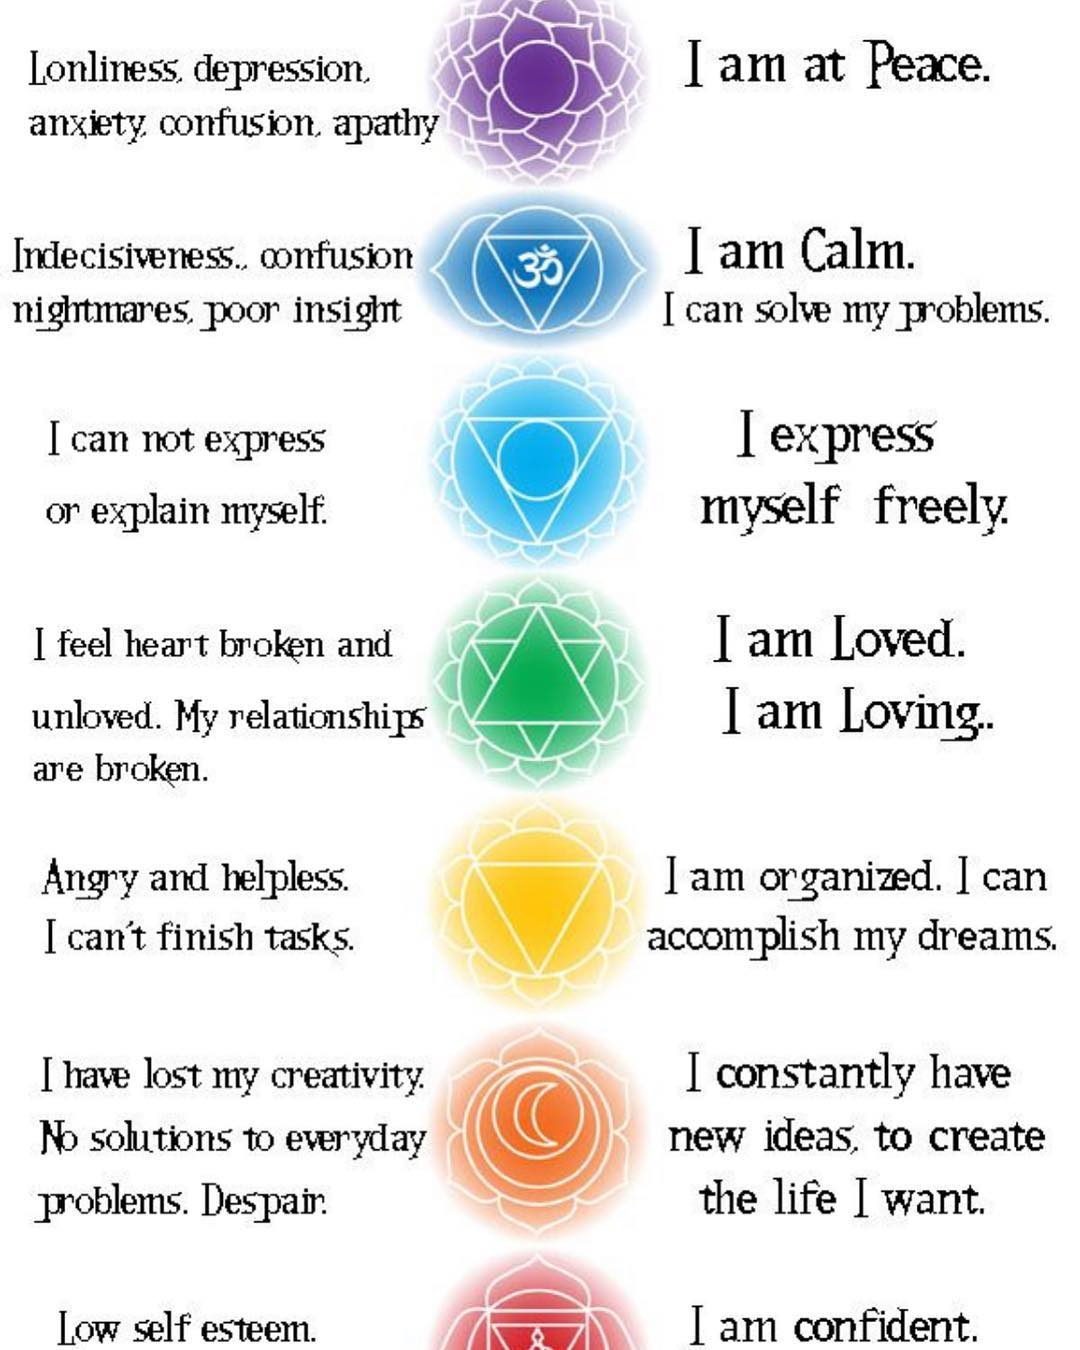 Lonliness, depression,
anxiety, confusion, apathy
I am at Peace.
Indecisiveness., confusion
nightmares, poor insight
ॐ
I am Calm.
I can solve my problems.
I can not express
or explain myself.
I express
myself freely.
I feel heart broken and
unloved. My relationships
are broken.
I am Loved.
I am Loving..
Angry and helpless.
I can't finish tasks.
I am organized. I can
accomplish my dreams.
I have lost my creativity.
No solutions to everyday
problems. Despair.
I constantly have
new ideas, to create
the life I want.
Low self esteem.
I am confident.